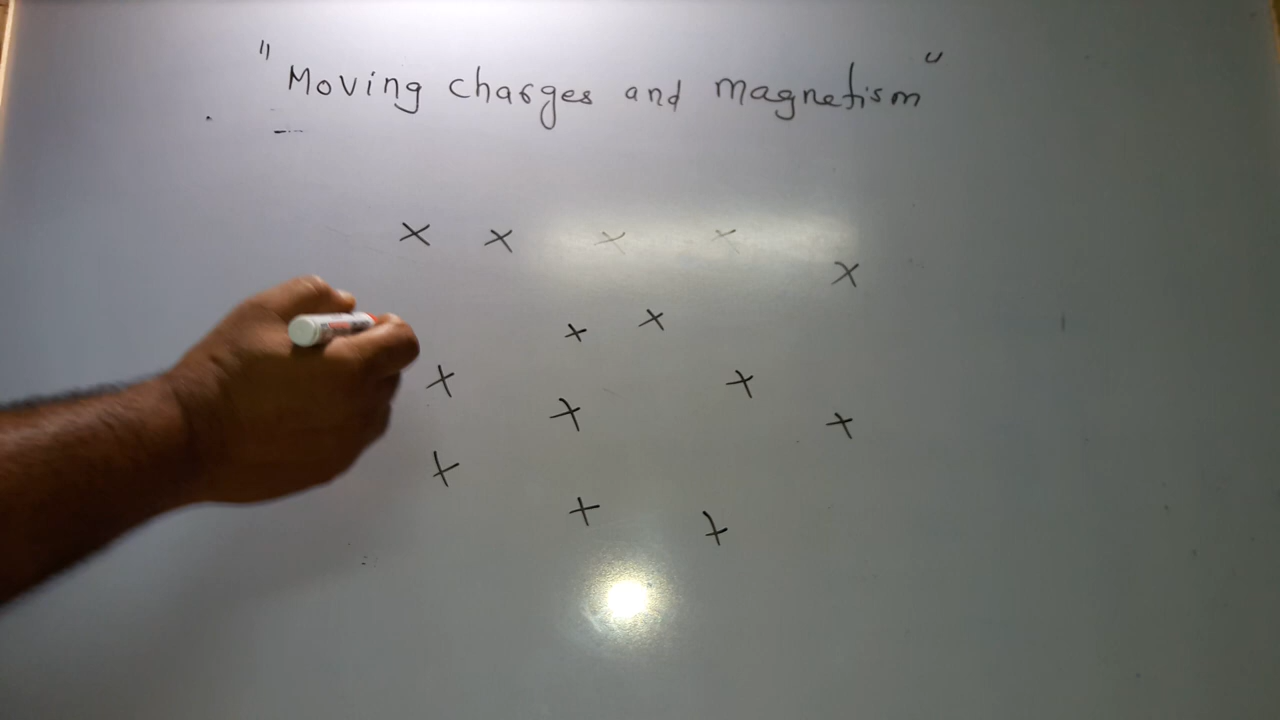 "Moving charges and magnetism"
× × × × ×
× ×
× × × ×
×
× ×